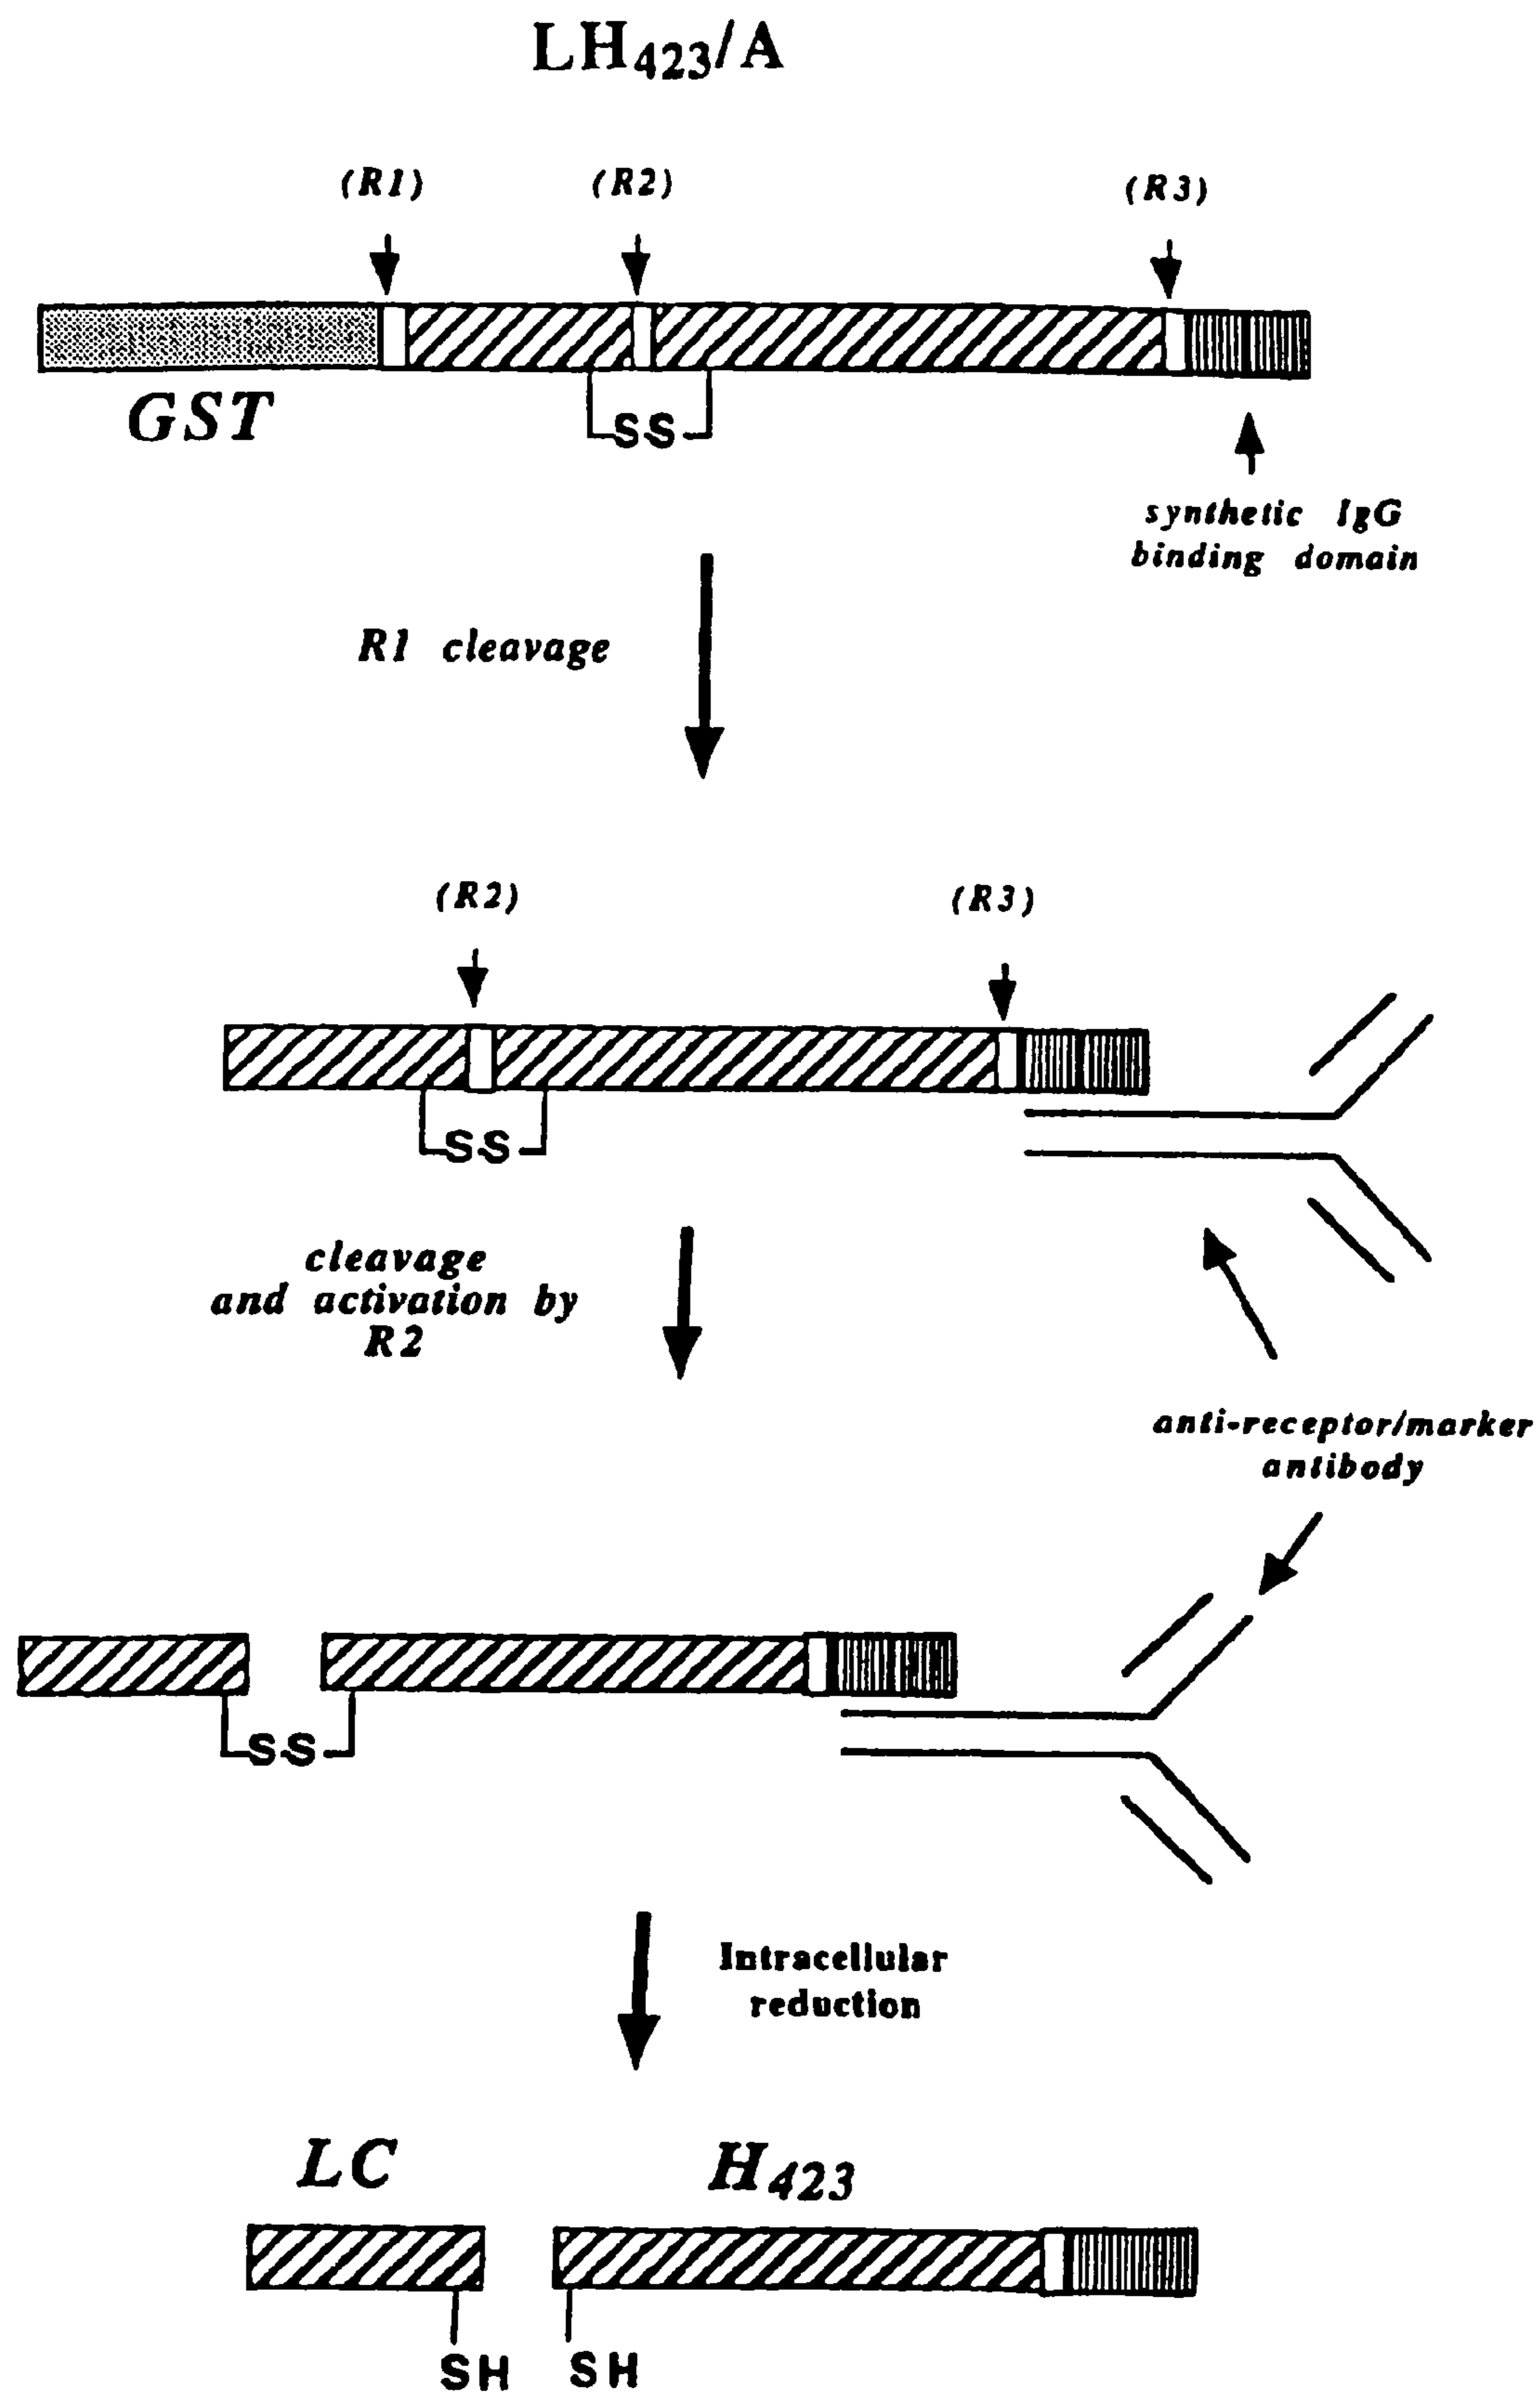 LH423/A
(R1) (R2) (R3)
GST
SS
synthetic IgG
binding domain
R1 cleavage
(R2) (R3)
SS
cleavage
and activation by
R2
anti-receptor/marker
antibody
SS
Intracellular
reduction
LC H423
SH SH